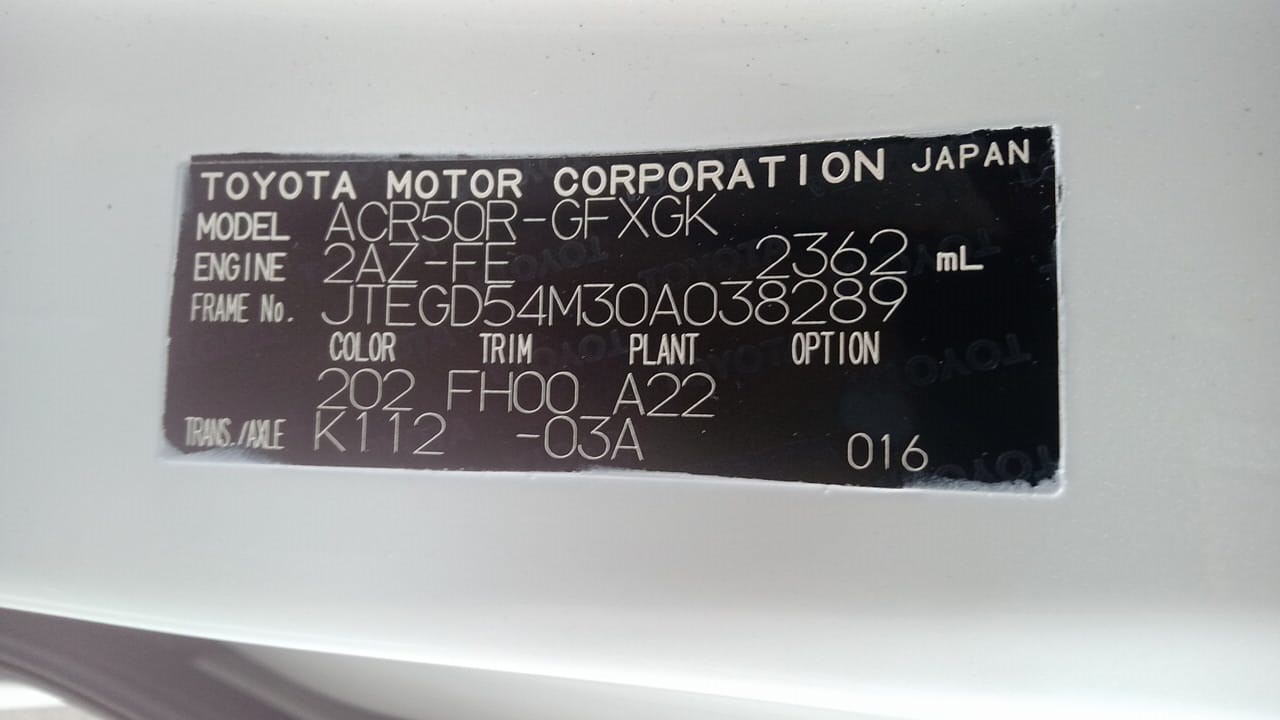 TOYOTA MOTOR CORPORATION JAPAN
MODEL ACR50R-GFXGK
ENGINE 2AZ-FE 2362 mL
FRAME No. JTEGD54M30A038289
COLOR TRIM PLANT OPTION
202 FH00 A22
TRANS./AXLE K112 -03A 016